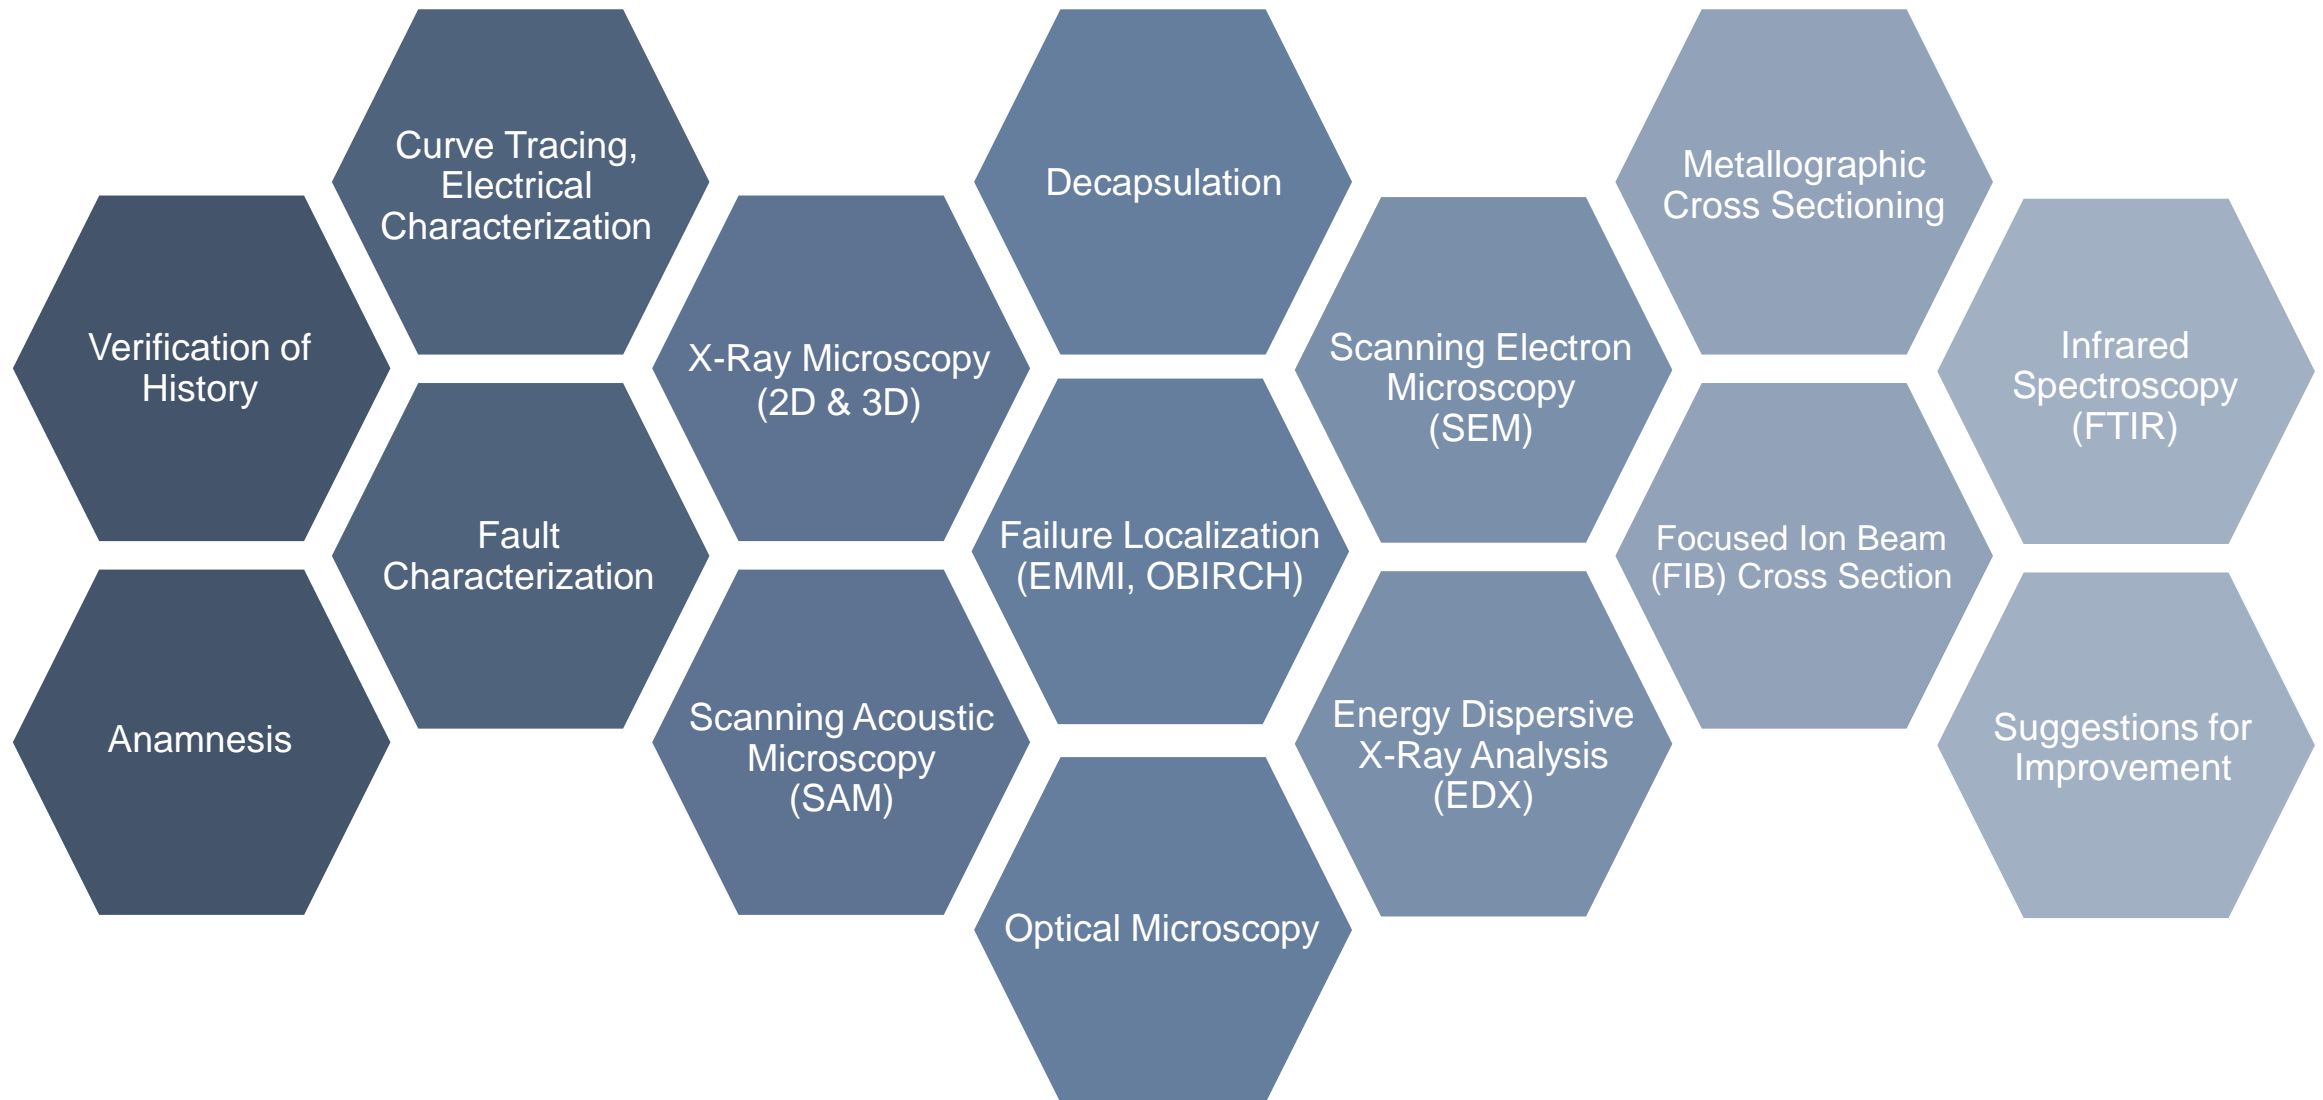 Verification of
History
Anamnesis
Curve Tracing,
Electrical
Characterization
Fault
Characterization
X-Ray Microscopy
(2D & 3D)
Scanning Acoustic
Microscopy
(SAM)
Decapsulation
Failure Localization
(EMMI, OBIRCH)
Optical Microscopy
Scanning Electron
Microscopy
(SEM)
Energy Dispersive
X-Ray Analysis
(EDX)
Metallographic
Cross Sectioning
Focused Ion Beam
(FIB) Cross Section
Infrared
Spectroscopy
(FTIR)
Suggestions for
Improvement